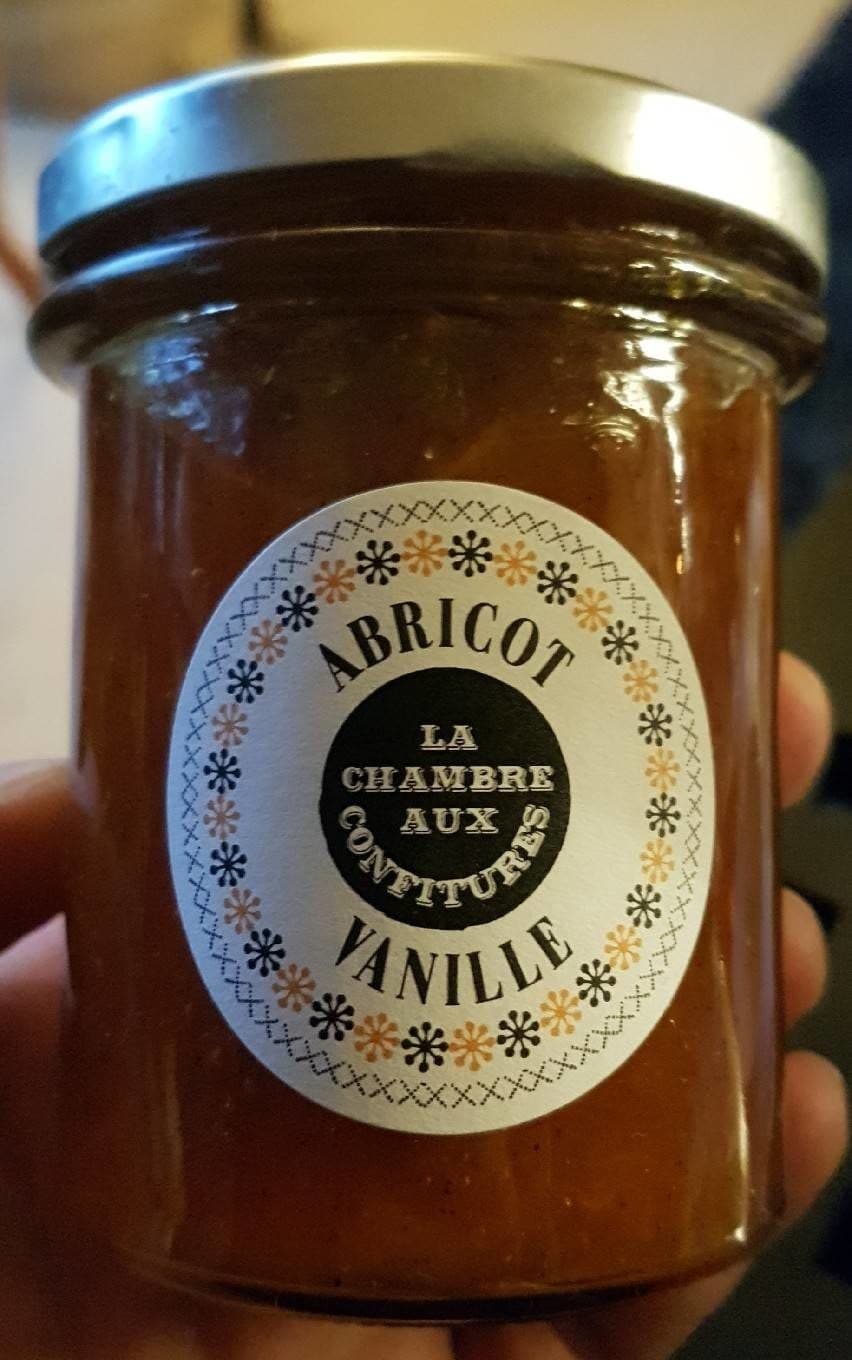 ABRICOT
LA
CHAMBRE
AUX
CONFITURES
VANILLE